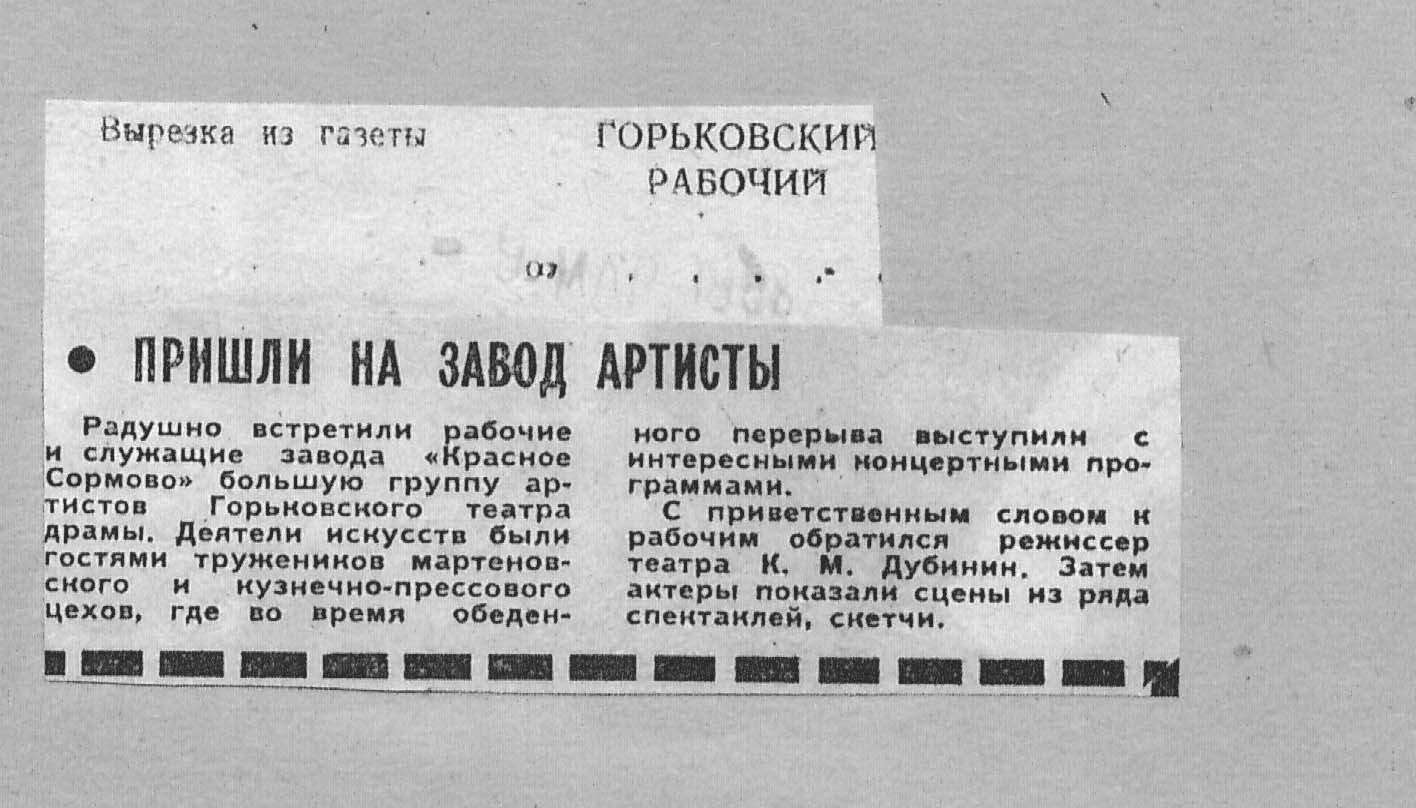 Вырезка из газеты
ГОРЬКОВСКИЙ
РАБОЧИЙ
от . . . . .
● ПРИШЛИ НА ЗАВОД АРТИСТЫ
Радушно встретили рабочие
и служащие завода «Красное
Сормово» большую группу ар-
тистов Горьковского театра
драмы. Деятели искусств были
гостями тружеников мартенов-
ского и кузнечно-прессового
цехов, где во время обеден-
ного перерыва выступили с
интересными концертными про-
граммами.
С приветственным словом к
рабочим обратился режиссер
театра К. М. Дубинин. Затем
актеры показали сцены из ряда
спектаклей, скетчи.